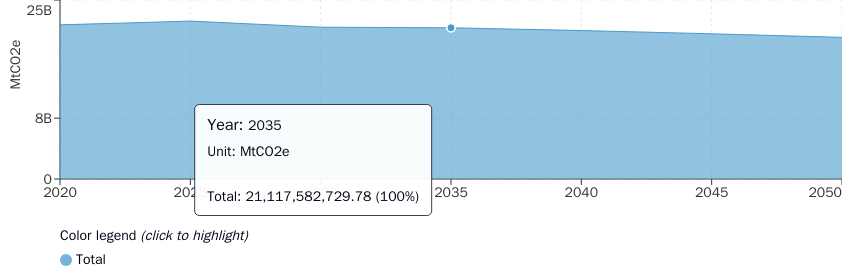 25B
MtCO2e
8B
0
2020
202
2035
2040
2045
2050
Year: 2035
Unit: MtCO2e
Total: 21,117,582,729.78 (100%)
Color legend (click to highlight)
Total